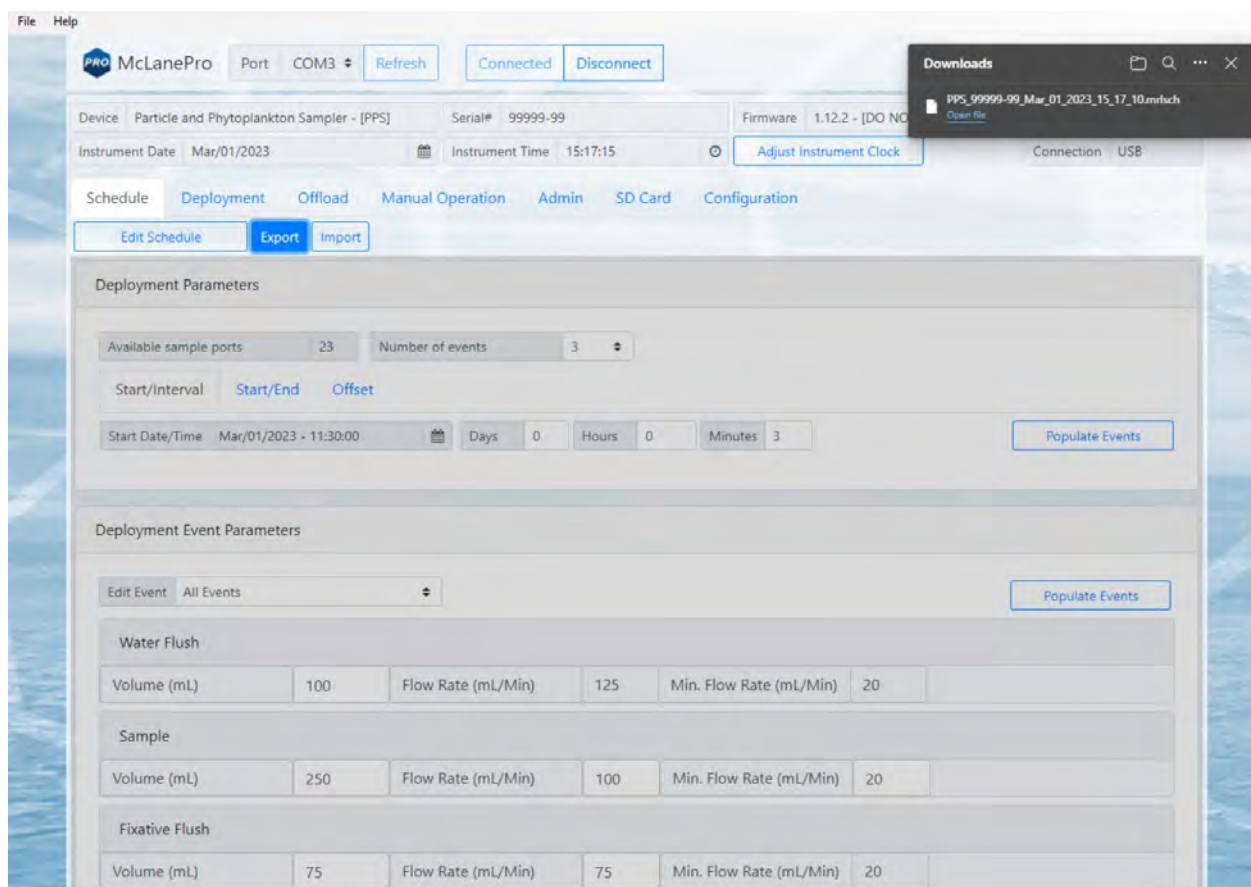 File Help
PRO McLanePro Port COM3 Refresh Connected Disconnect
Downloads
PPS_99999-99_Mar_01_2023_15_17_10.mrlsch
Open file
Device Particle and Phytoplankton Sampler - [PPS] Serial# 99999-99 Firmware 1.12.2 - [DO NO
Instrument Date Mar/01/2023 Instrument Time 15:17:15 Adjust Instrument Clock Connection USB
Schedule Deployment Offload Manual Operation Admin SD Card Configuration
Edit Schedule Export Import
Deployment Parameters
Available sample ports 23 Number of events 3
Start/Interval Start/End Offset
Start Date/Time Mar/01/2023 - 11:30:00 Days 0 Hours 0 Minutes 3 Populate Events
Deployment Event Parameters
Edit Event All Events Populate Events
Water Flush
Volume (mL) 100 Flow Rate (mL/Min) 125 Min. Flow Rate (mL/Min) 20
Sample
Volume (mL) 250 Flow Rate (mL/Min) 100 Min. Flow Rate (mL/Min) 20
Fixative Flush
Volume (mL) 75 Flow Rate (mL/Min) 75 Min. Flow Rate (mL/Min) 20